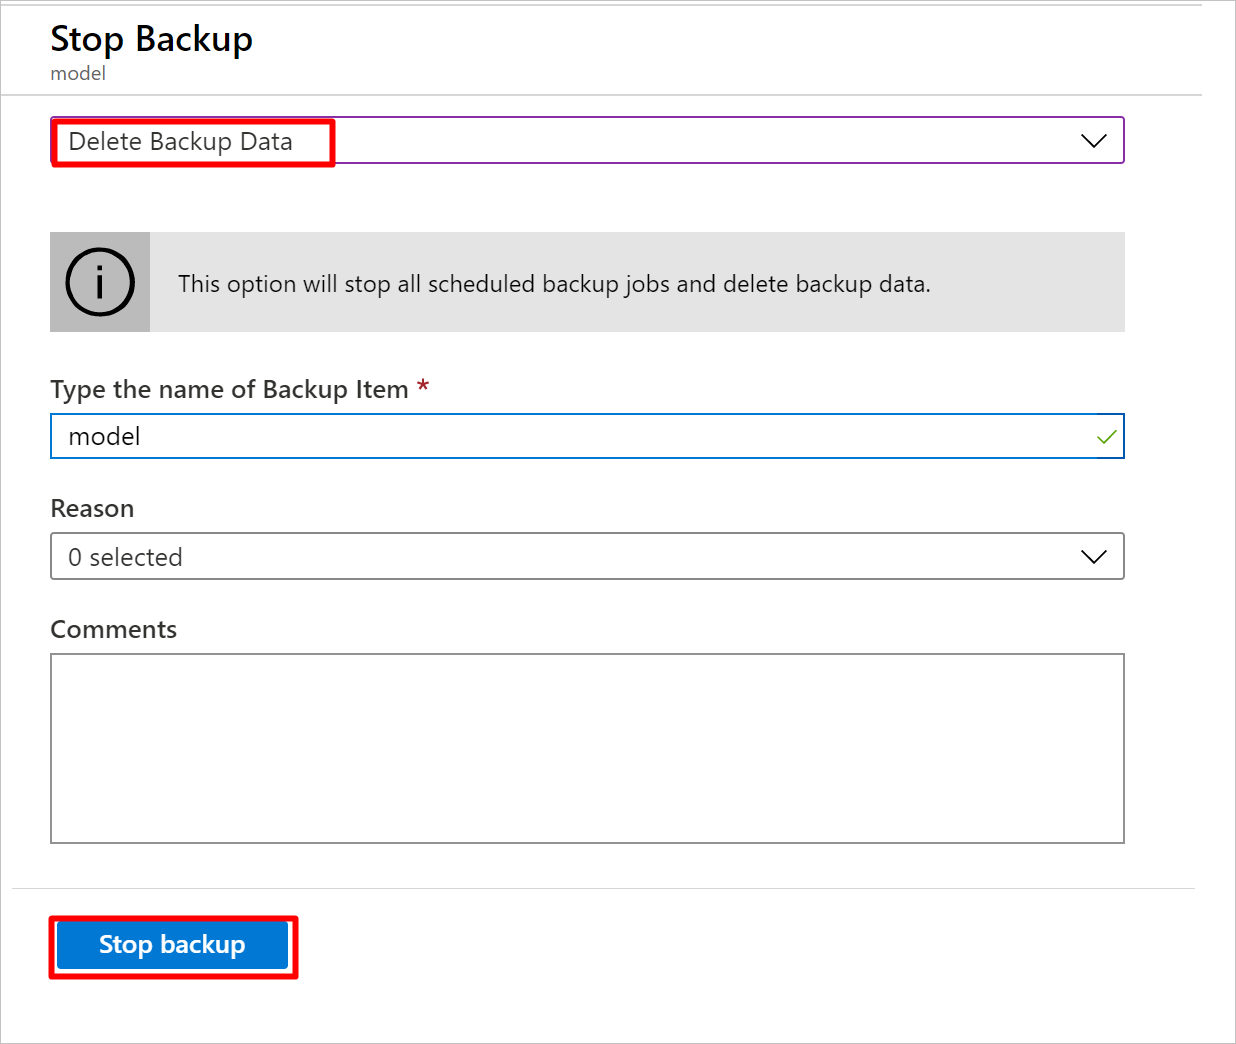 Stop Backup
model
Delete Backup Data
This option will stop all scheduled backup jobs and delete backup data.
Type the name of Backup Item *
model
Reason
0 selected
Comments
Stop backup